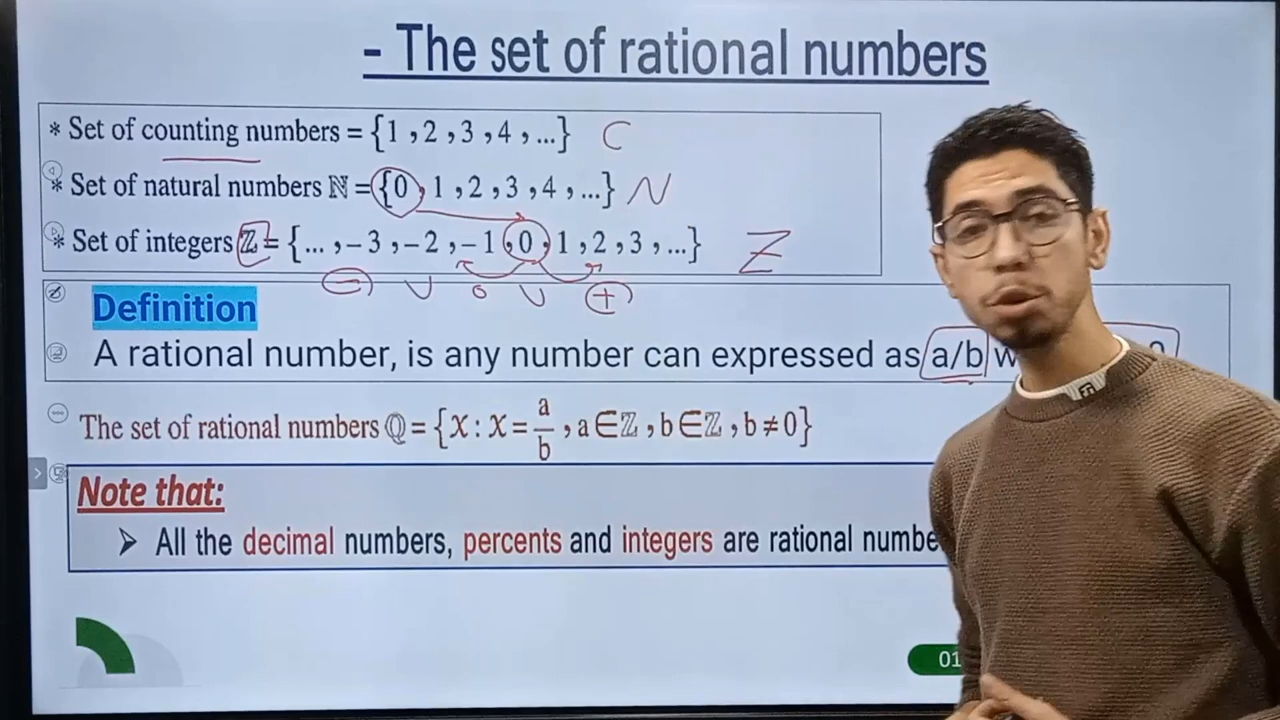 - The set of rational numbers
* Set of counting numbers = {1 , 2 , 3 , 4 , ...} C
* Set of natural numbers ℕ = {0 , 1 , 2 , 3 , 4 , ...} N
* Set of integers ℤ = {... , – 3 , – 2 , – 1 , 0 , 1 , 2 , 3 , ...} Z
– ∪ 0 ∪ +
Definition
A rational number, is any number can expressed as a/b
The set of rational numbers ℚ = {X : X = a/b , a ∈ ℤ , b ∈ ℤ , b ≠ 0}
Note that:
➤ All the decimal numbers, percents and integers are rational
01